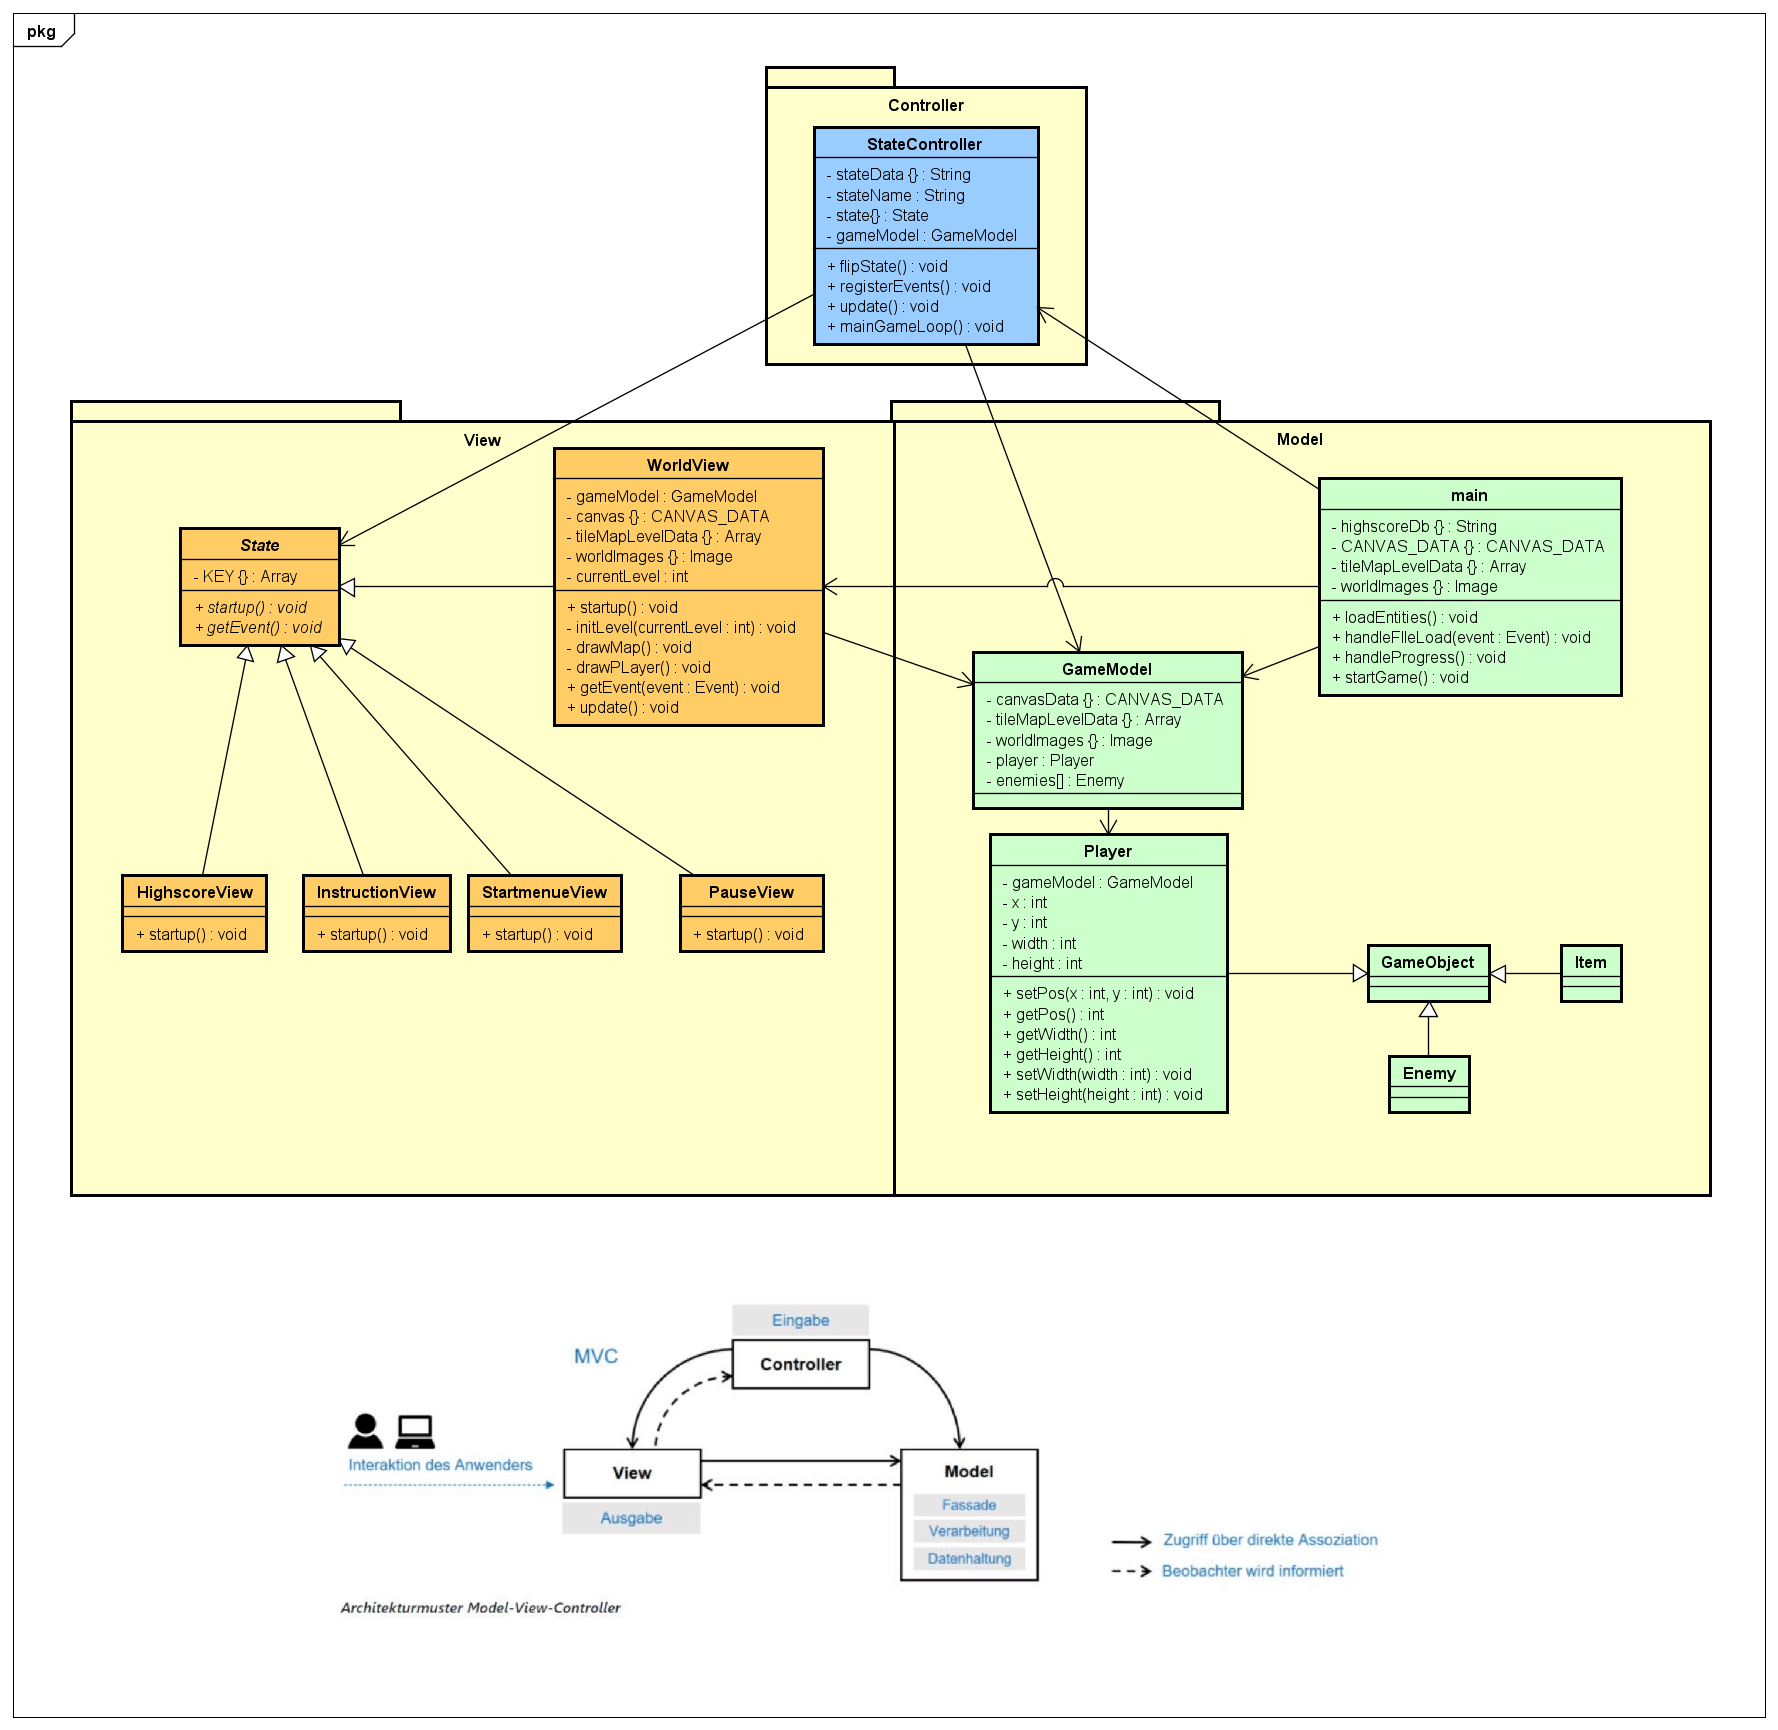 pkg
Controller
StateController
- stateData {} : String
- stateName : String
- state{} : State
- gameModel : GameModel
+ flipState() : void
+ registerEvents() : void
+ update() : void
+ mainGameLoop() : void
View
WorldView
- gameModel : GameModel
- canvas {} : CANVAS_DATA
- tileMapLevelData {} : Array
- worldImages {} : Image
- currentLevel : int
+ startup() : void
- initLevel(currentLevel : int) : void
- drawMap() : void
- drawPLayer() : void
+ getEvent(event : Event) : void
+ update() : void
State
- KEY {} : Array
+ startup() : void
+ getEvent() : void
HighscoreView
+ startup() : void
InstructionView
+ startup() : void
StartmenueView
+ startup() : void
PauseView
+ startup() : void
Model
main
- highscoreDb {} : String
- CANVAS_DATA {} : CANVAS_DATA
- tileMapLevelData {} : Array
- worldImages {} : Image
+ loadEntities() : void
+ handleFIleLoad(event : Event) : void
+ handleProgress() : void
+ startGame() : void
GameModel
- canvasData {} : CANVAS_DATA
- tileMapLevelData {} : Array
- worldImages {} : Image
- player : Player
- enemies[] : Enemy
Player
- gameModel : GameModel
- x : int
- y : int
- width : int
- height : int
+ setPos(x : int, y : int) : void
+ getPos() : int
+ getWidth() : int
+ getHeight() : int
+ setWidth(width : int) : void
+ setHeight(height : int) : void
GameObject
Item
Enemy
Eingabe
MVC
Controller
Interaktion des Anwenders
View
Ausgabe
Model
Fassade
Verarbeitung
Datenhaltung
Zugriff über direkte Assoziation
Beobachter wird informiert
Architekturmuster Model-View-Controller